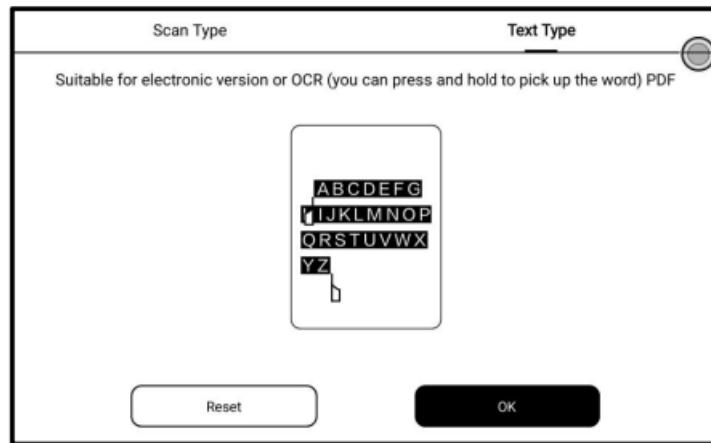 Scan Type Text Type
Suitable for electronic version or OCR (you can press and hold to pick up the word) PDF
ABCDEFG
IJKLMNOP
QRSTUVWX
YZ
Reset OK